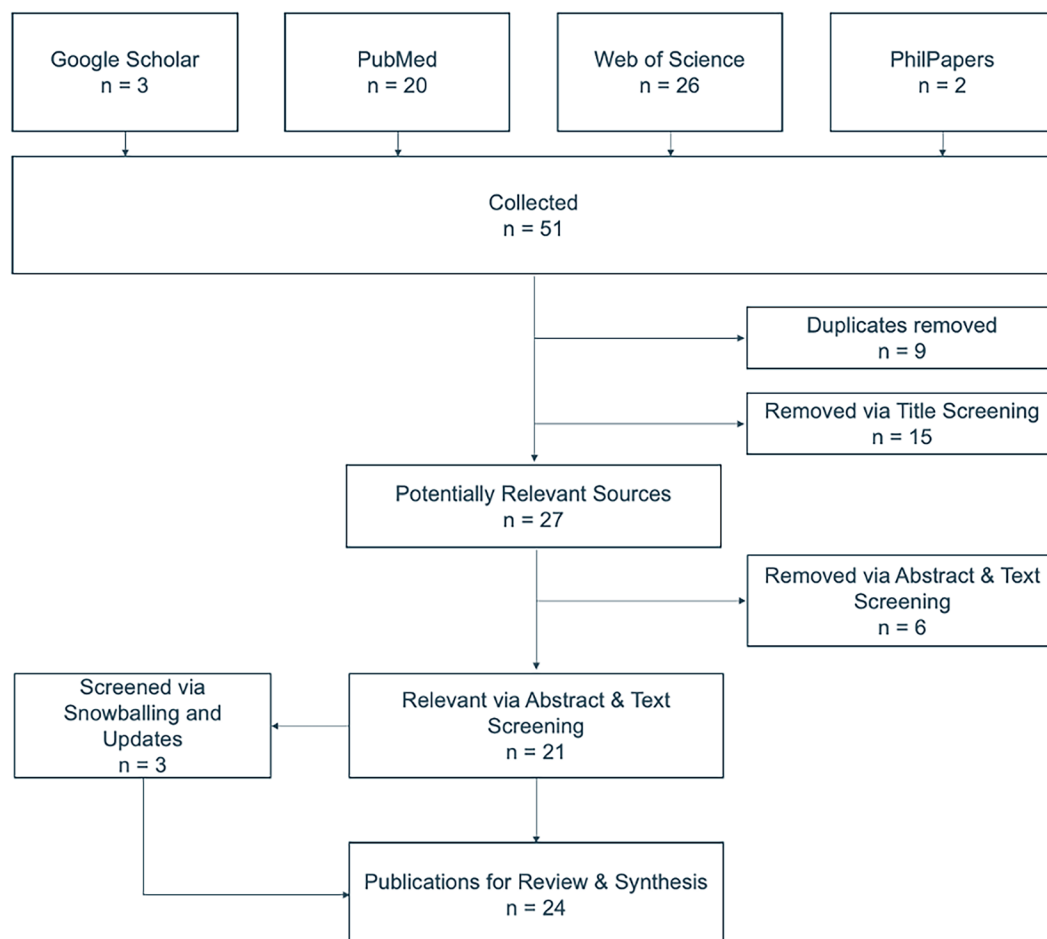 Google Scholar
n = 3
PubMed
n = 20
Web of Science
n = 26
PhilPapers
n = 2
Collected
n = 51
Duplicates removed
n = 9
Removed via Title Screening
n = 15
Potentially Relevant Sources
n = 27
Removed via Abstract & Text
Screening
n = 6
Screened via
Snowballing and
Updates
n = 3
Relevant via Abstract & Text
Screening
n = 21
Publications for Review & Synthesis
n = 24